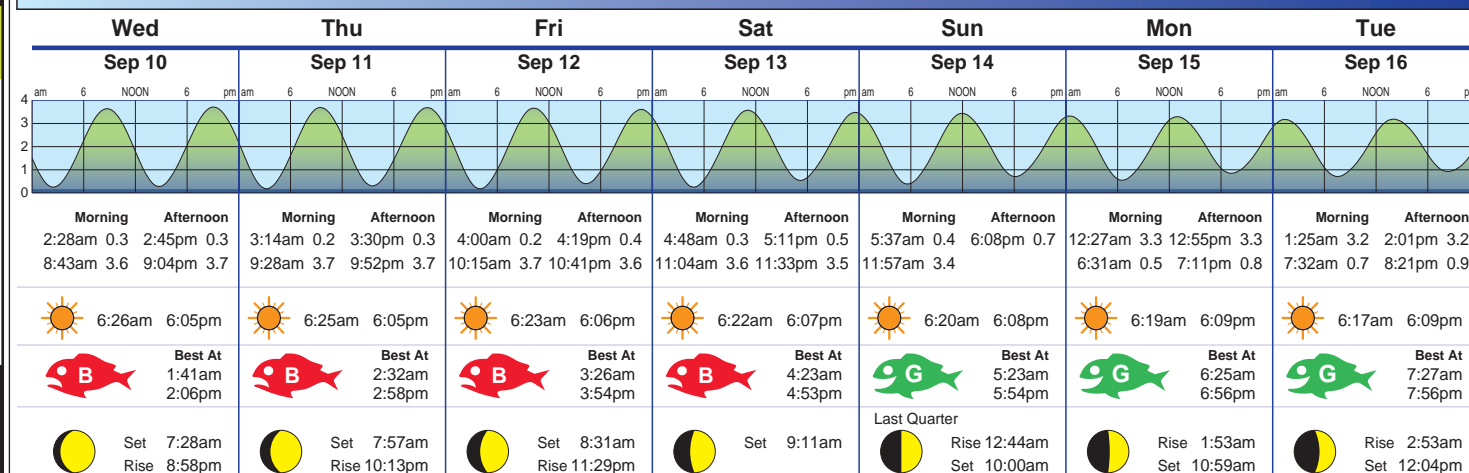 Wed Thu Fri Sat Sun Mon Tue
Sep 10 Sep 11 Sep 12 Sep 13 Sep 14 Sep 15 Sep 16
am 6 NOON 6 pm am 6 NOON 6 pm am 6 NOON 6 pm am 6 NOON 6 pm am 6 NOON 6 pm am 6 NOON 6 pm am 6 NOON 6
4
3
2
1
0
Morning Afternoon Morning Afternoon Morning Afternoon Morning Afternoon Morning Afternoon Morning Afternoon Morning Afternoon
2:28am 0.3 2:45pm 0.3 3:14am 0.2 3:30pm 0.3 4:00am 0.2 4:19pm 0.4 4:48am 0.3 5:11pm 0.5 5:37am 0.4 6:08pm 0.7 12:27am 3.3 12:55pm 3.3 1:25am 3.2 2:01pm 3.2
8:43am 3.6 9:04pm 3.7 9:28am 3.7 9:52pm 3.7 10:15am 3.7 10:41pm 3.6 11:04am 3.6 11:33pm 3.5 11:57am 3.4 6:31am 0.5 7:11pm 0.8 7:32am 0.7 8:21pm 0.9
6:26am 6:05pm 6:25am 6:05pm 6:23am 6:06pm 6:22am 6:07pm 6:20am 6:08pm 6:19am 6:09pm 6:17am 6:09pm
Best At Best At Best At Best At Best At Best At Best At
B 1:41am B 2:32am B 3:26am B 4:23am G 5:23am G 6:25am G 7:27am
2:06pm 2:58pm 3:54pm 4:53pm 5:54pm 6:56pm 7:56pm
Last Quarter
Set 7:28am Set 7:57am Set 8:31am Set 9:11am Rise 12:44am Rise 1:53am Rise 2:53am
Rise 8:58pm Rise 10:13pm Rise 11:29pm Set 10:00am Set 10:59am Set 12:04pm